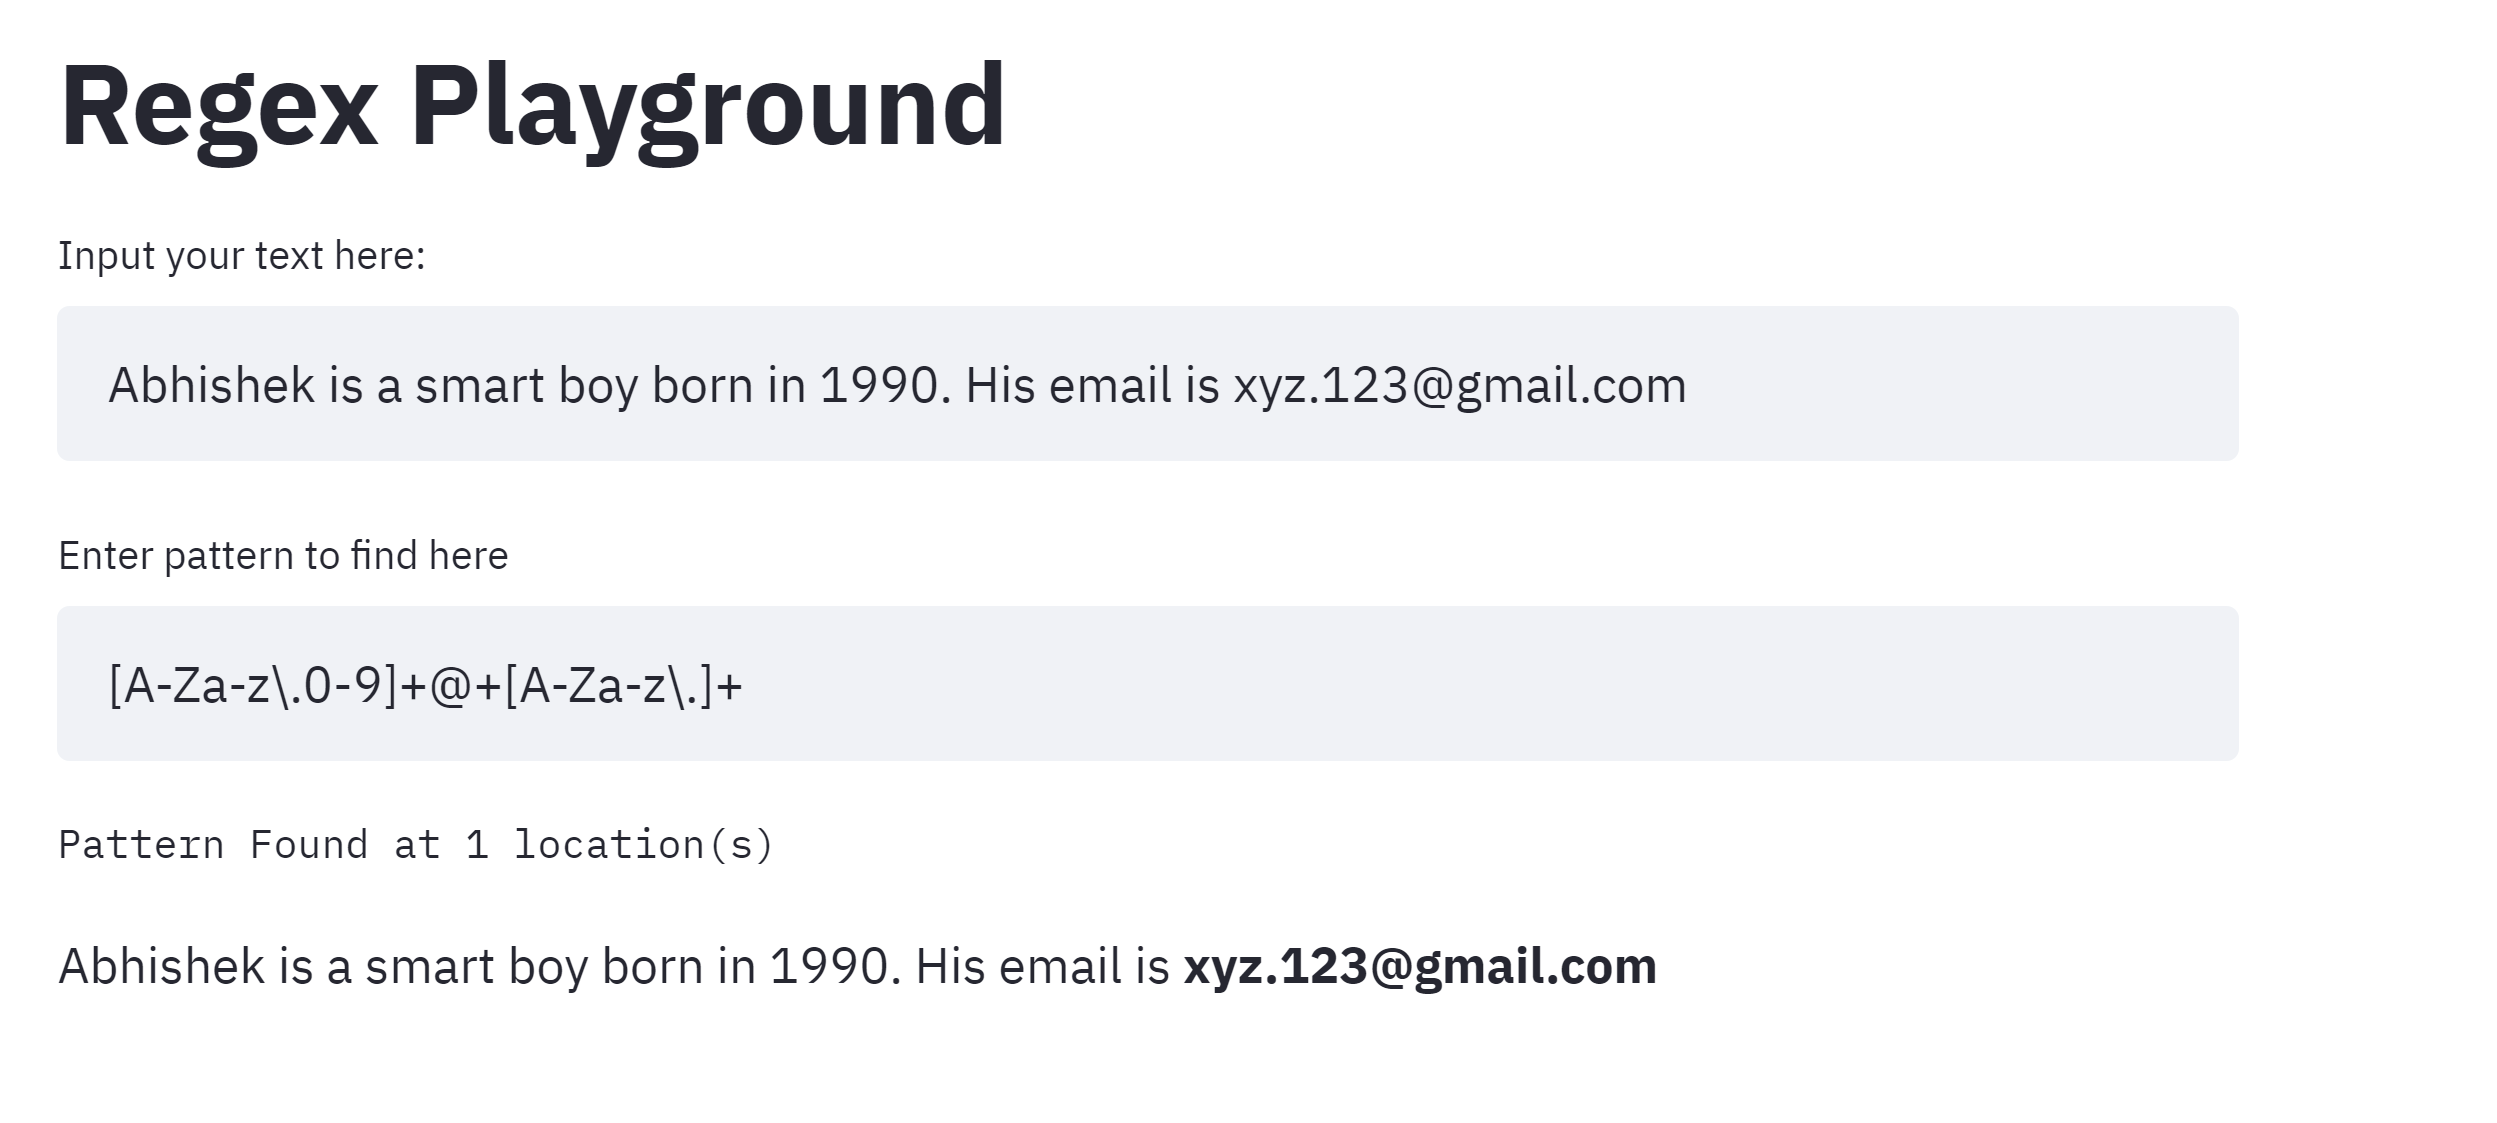 Regex Playground
Input your text here:
Abhishek is a smart boy born in 1990. His email is xyz.123@gmail.com
Enter pattern to find here
[A-Za-z\.0-9]+@+[A-Za-z\.]+
Pattern Found at 1 location(s)
Abhishek is a smart boy born in 1990. His email is xyz.123@gmail.com